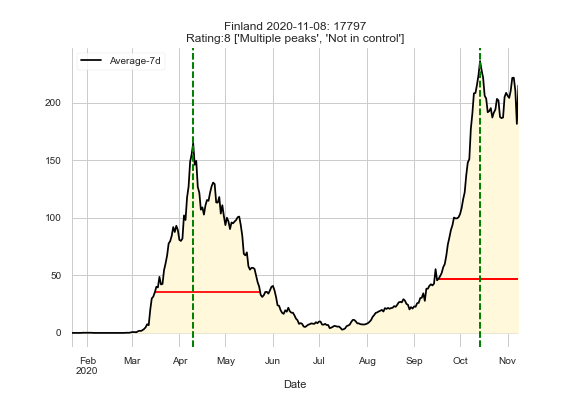 Finland 2020-11-08: 17797
Rating:8 ['Multiple peaks', 'Not in control']
Average-7d
200
150
100
50
0
Feb Mar Apr May Jun Jul Aug Sep Oct Nov
2020
Date